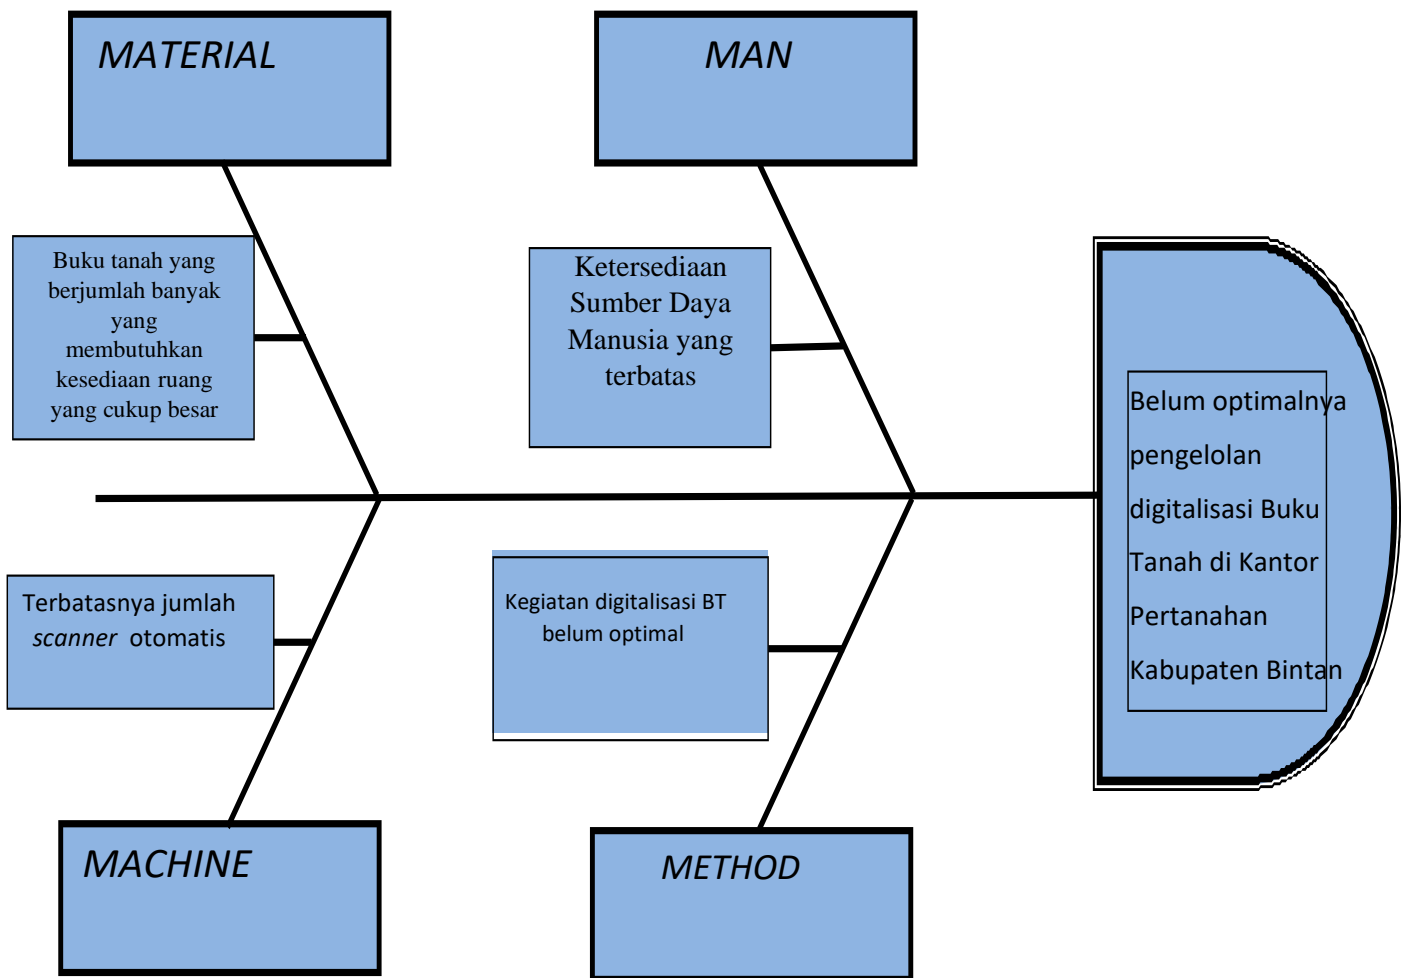 MATERIAL
MAN
Buku tanah yang
berjumlah banyak
yang
membutuhkan
kesediaan ruang
yang cukup besar
Ketersediaan
Sumber Daya
Manusia yang
terbatas
Belum optimalnya
pengelolan
digitalisasi Buku
Tanah di Kantor
Pertanahan
Kabupaten Bintan
Terbatasnya jumlah
scanner otomatis
Kegiatan digitalisasi BT
belum optimal
MACHINE
METHOD